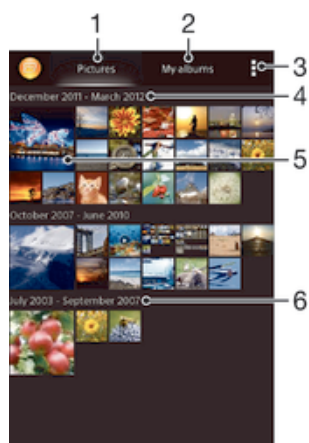 1
2
Pictures
My albums
3
December 2011 - March 2012
4
5
October 2007 - June 2010
July 2003 - September 2007
6